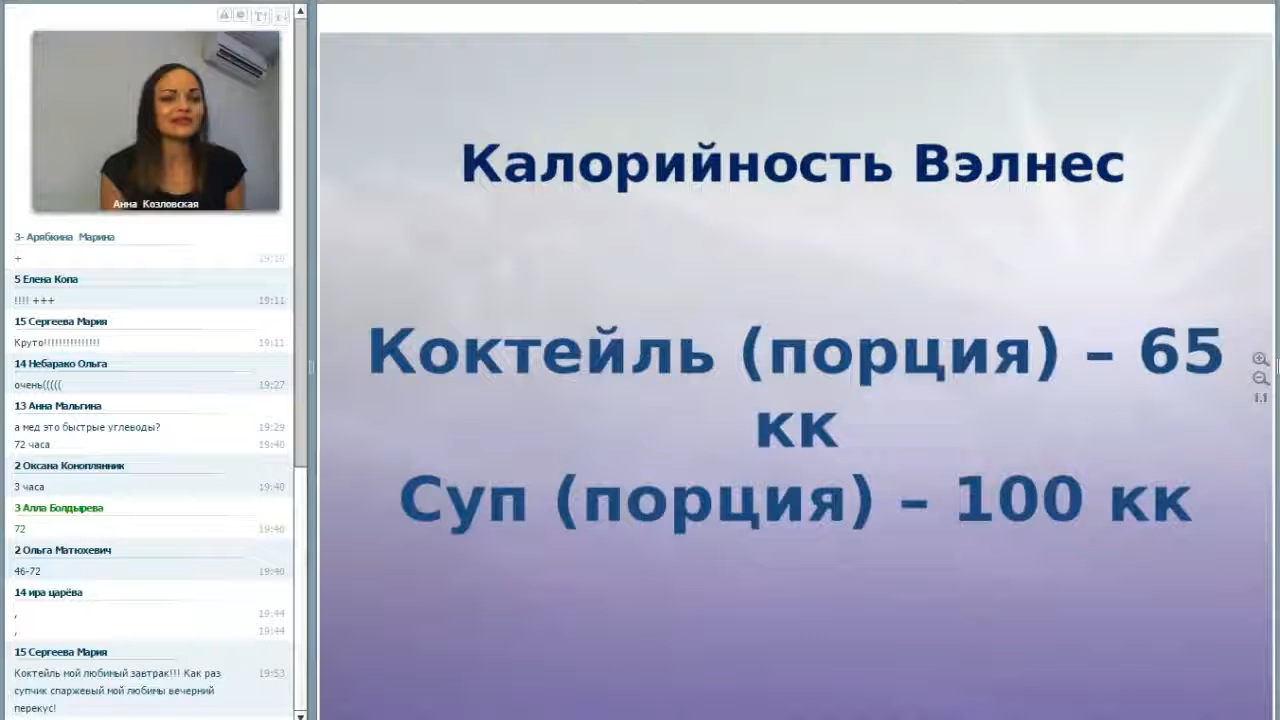 Анна Козловская
3- Арябкина Марина
+ 19:10
5 Елена Копа
!!!! +++ 19:11
15 Сергеева Мария
Круто!!!!!!!!!!!!!!! 19:11
14 Небарако Ольга
очень((((( 19:27
13 Анна Мальгина
а мед это быстрые углеводы? 19:29
72 часа 19:40
2 Оксана Коноплянник
3 часа 19:40
3 Алла Болдырева
72 19:40
2 Ольга Матюхевич
46-72 19:40
14 ира царёва
, 19:44
, 19:44
15 Сергеева Мария
Коктейль мой любимый завтрак!!! Как раз 19:53
супчик спаржевый мой любимы вечерний
перекус!
Калорийность Вэлнес
Коктейль (порция) – 65
кк
Суп (порция) – 100 кк
1:1